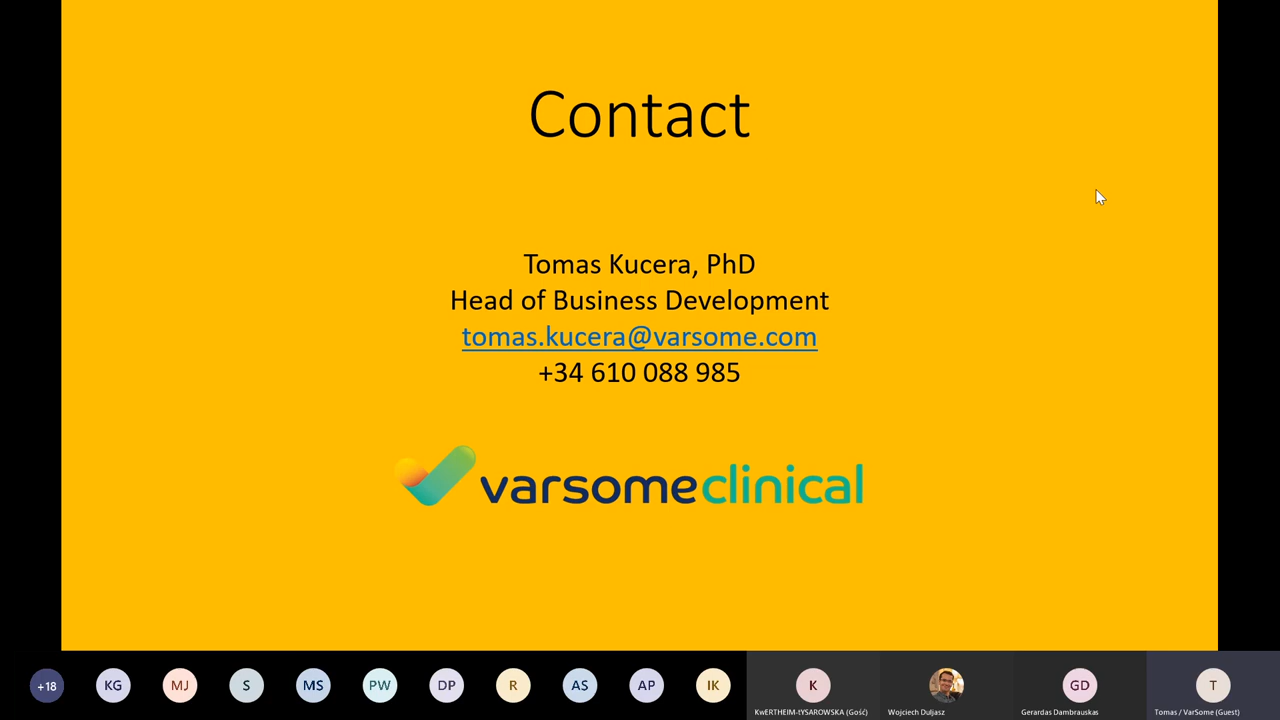 Contact
Tomas Kucera, PhD
Head of Business Development
tomas.kucera@varsome.com
+34 610 088 985
varsomeclinical
+18
KG
MJ
S
MS
PW
DP
R
AS
AP
IK
K
GD
T
KwERTHEIM-tYSAROWSKA (Gość)
Wojciech Duljasz
Gerardas Dambrauskas
Tomas / VarSome (Guest)